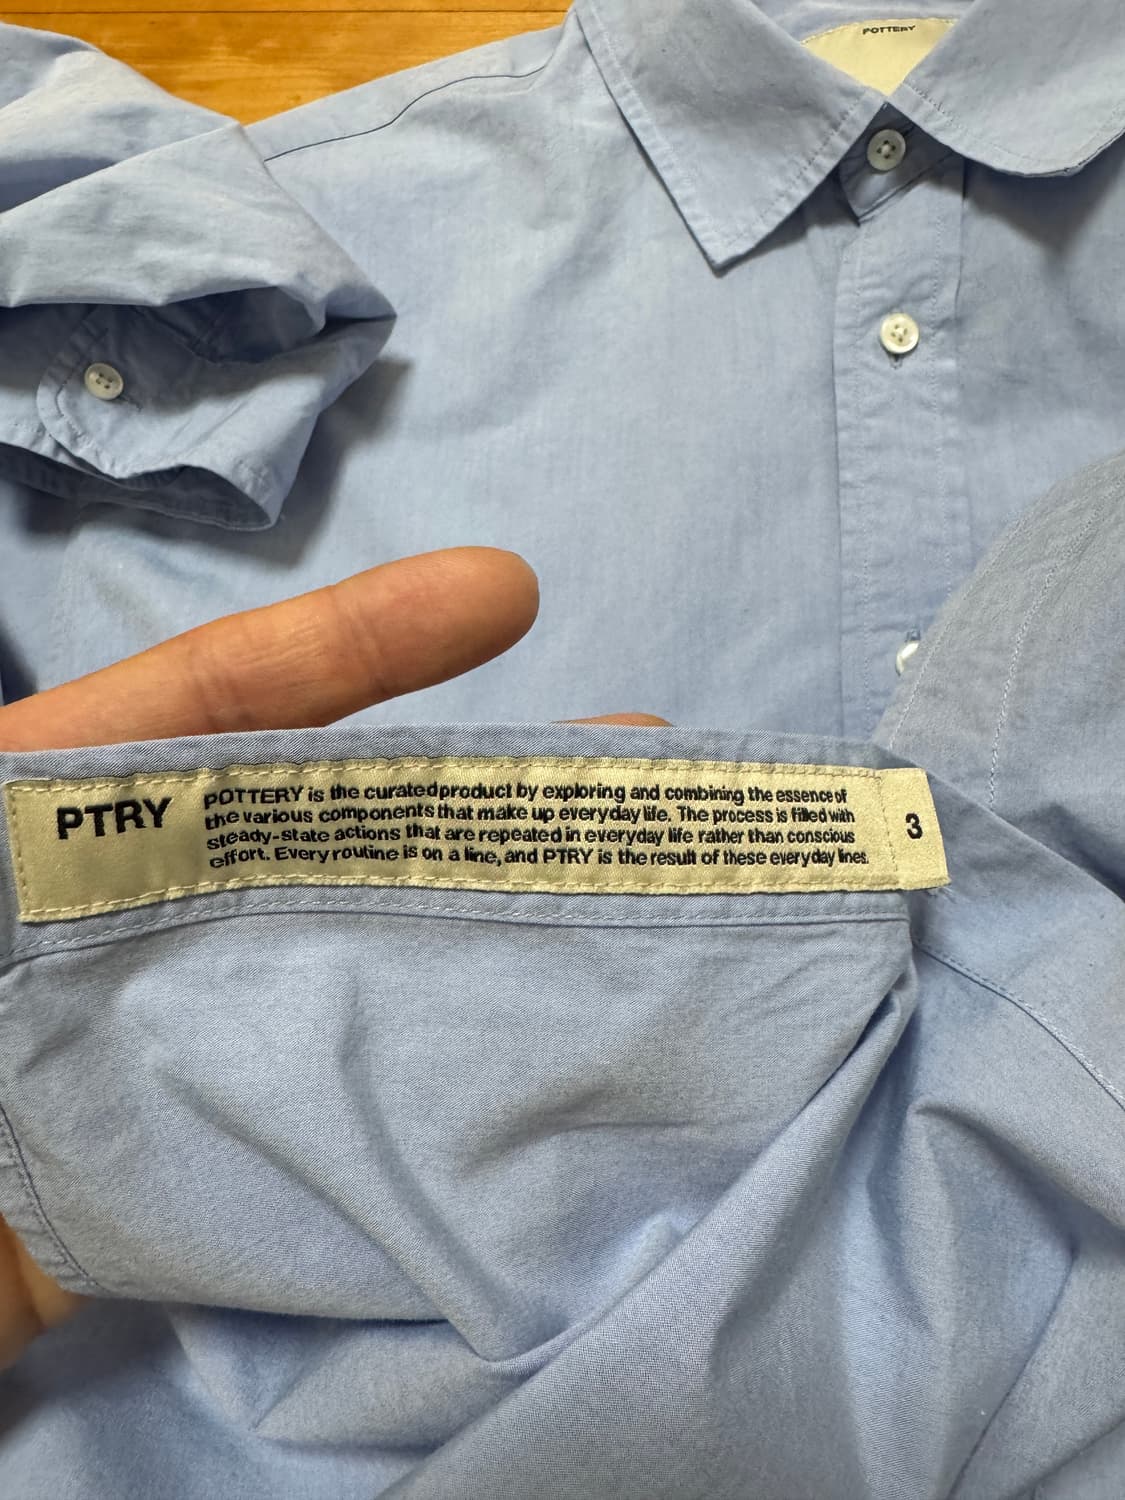 POTTERY
PTRY
POTTERY is the curated product by exploring and combining the essence of
the various components that make up everyday life. The process is filled with
steady-state actions that are repeated in everyday life rather than conscious
effort. Every routine is on a line, and PTRY is the result of these everyday lines.
3